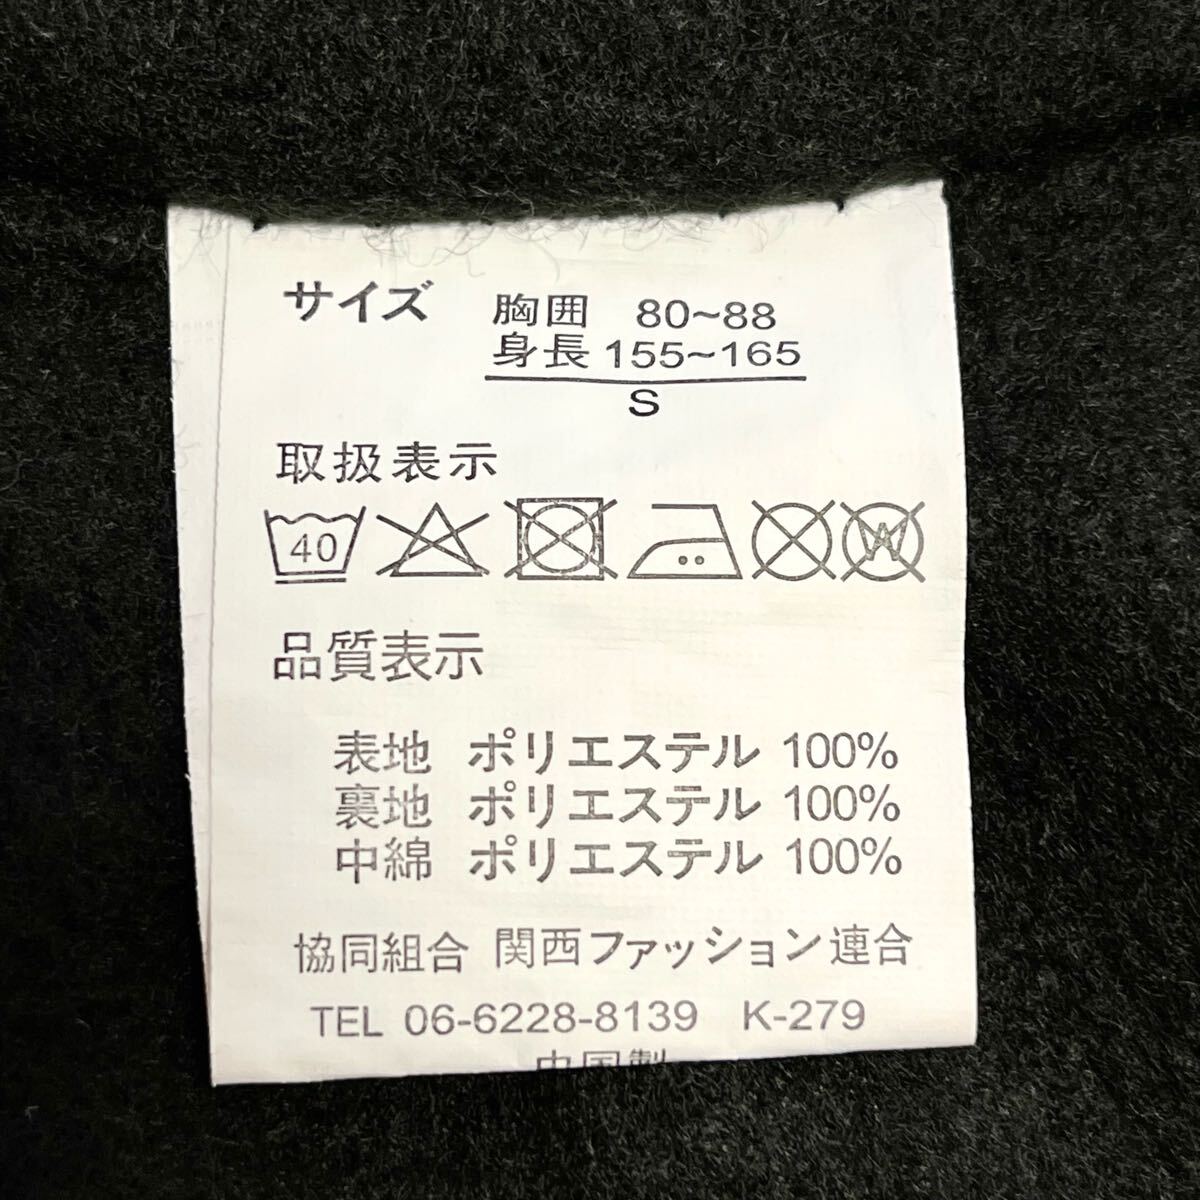 サイズ 胸囲 80~88
身長 155~165
S
取扱表示
40 W
品質表示
表地 ポリエステル 100%
裏地 ポリエステル 100%
中綿 ポリエステル 100%
協同組合 関西ファッション連合
TEL 06-6228-8139 K-279
中国製